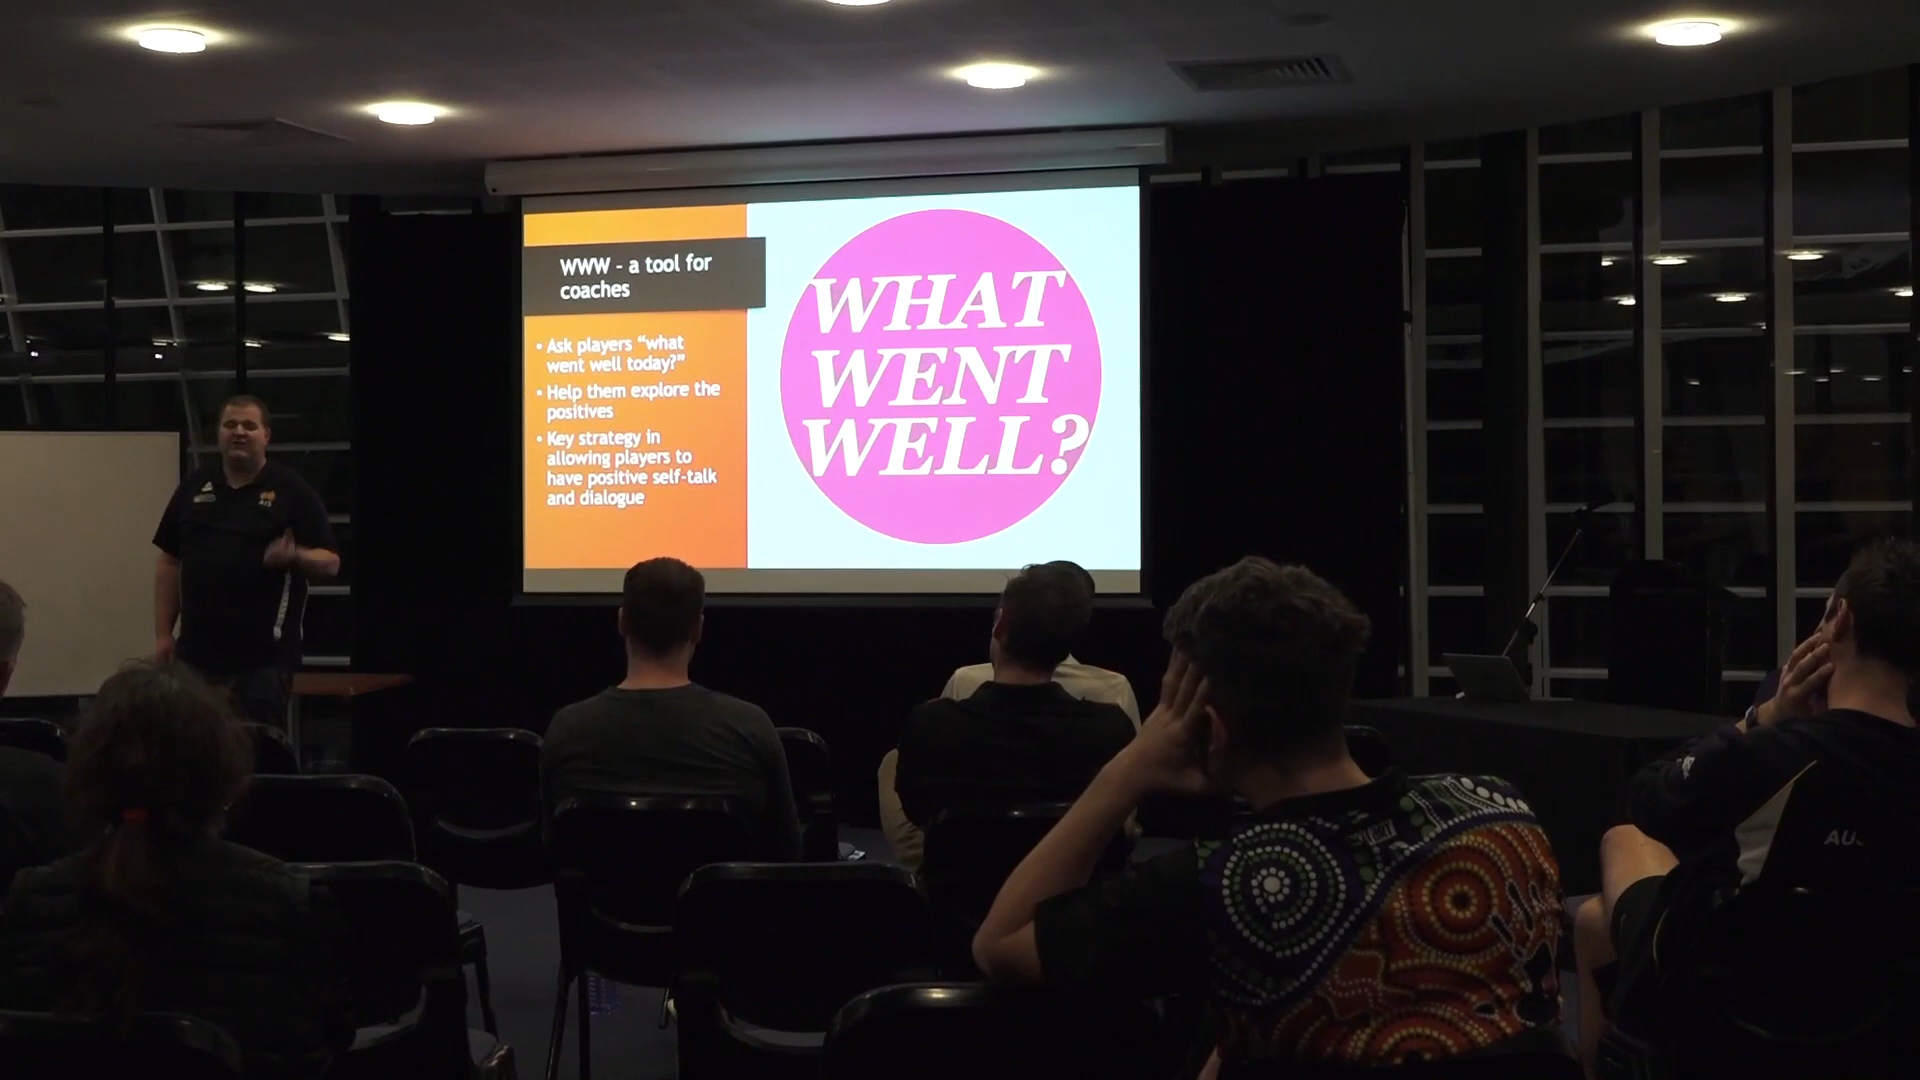 WWW - a tool for
coaches
• Ask players “what
went well today?”
• Help them explore the
positives
• Key strategy in
allowing players to
have positive self-talk
and dialogue
WHAT
WENT
WELL?
AIS